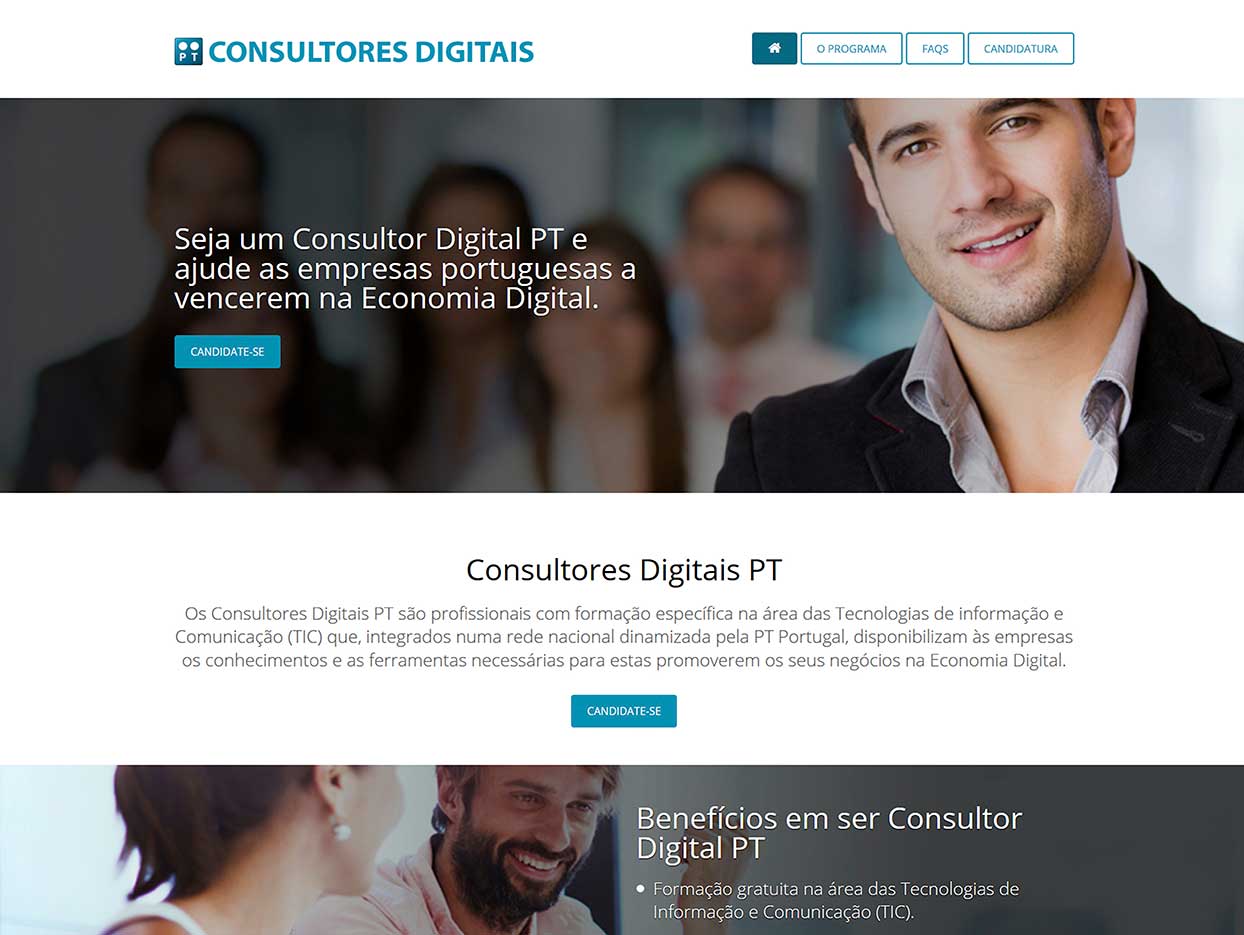 PT CONSULTORES DIGITAIS
O PROGRAMA
FAQS
CANDIDATURA
Seja um Consultor Digital PT e
ajude as empresas portuguesas a
vencerem na Economia Digital.
CANDIDATE-SE
Consultores Digitais PT
Os Consultores Digitais PT são profissionais com formação específica na área das Tecnologias de informação e
Comunicação (TIC) que, integrados numa rede nacional dinamizada pela PT Portugal, disponibilizam às empresas
os conhecimentos e as ferramentas necessárias para estas promoverem os seus negócios na Economia Digital.
CANDIDATE-SE
Benefícios em ser Consultor
Digital PT
Formação gratuita na área das Tecnologias de
Informação e Comunicação (TIC).